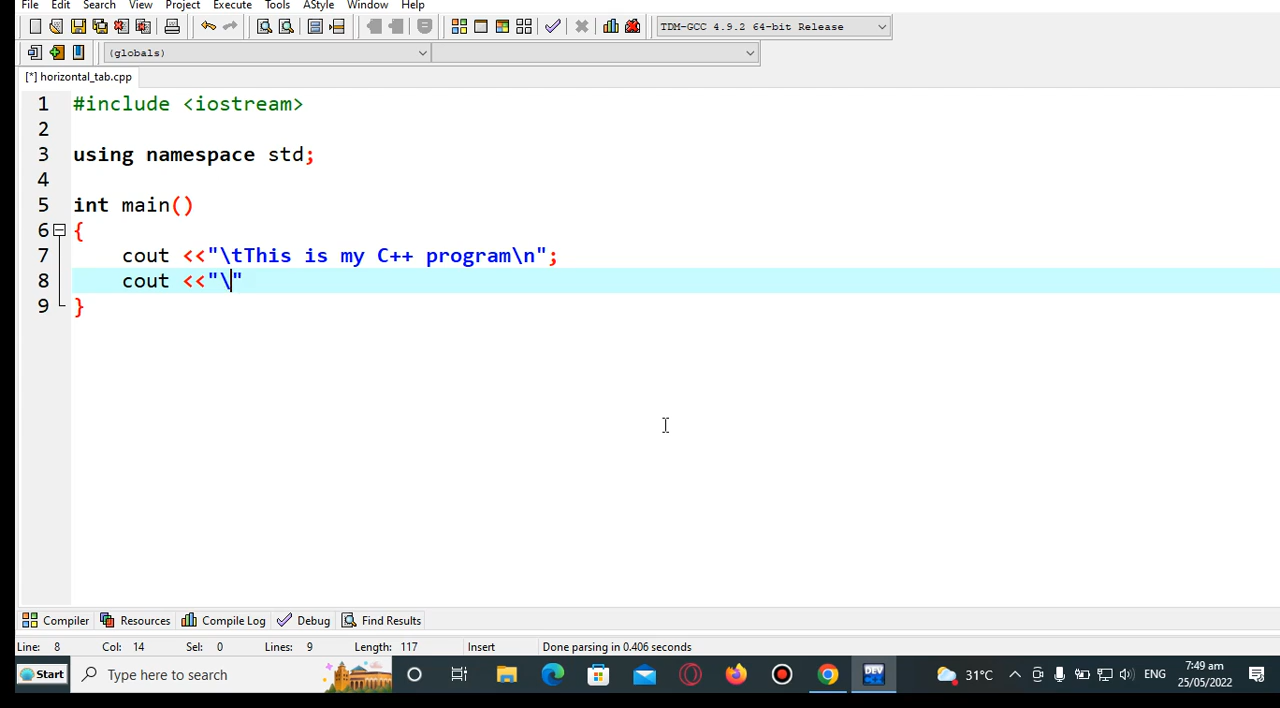 File Edit Search View Project Execute Tools AStyle Window Help
TDM-GCC 4.9.2 64-bit Release
(globals)
[*] horizontal_tab.cpp
1 #include <iostream>
2
3 using namespace std;
4
5 int main()
6 {
7 cout <<"\tThis is my C++ program\n";
8 cout <<"\"
9 }
Compiler Resources Compile Log Debug Find Results
Line: 8 Col: 14 Sel: 0 Lines: 9 Length: 117 Insert Done parsing in 0.406 seconds
Start Type here to search DEV 31°C ENG 7:49 am
25/05/2022